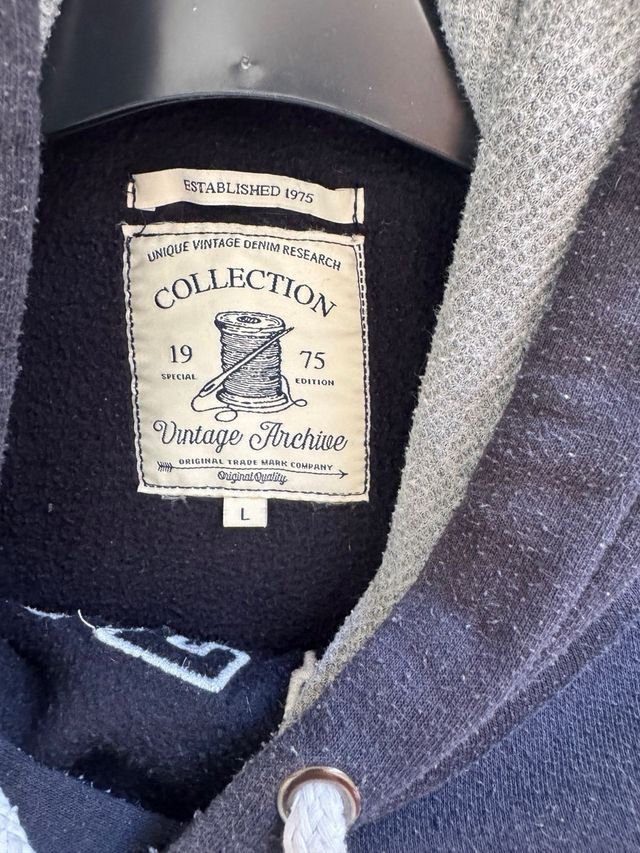 ESTABLISHED 1975
UNIQUE VINTAGE DENIM RESEARCH
COLLECTION
19 75
SPECIAL EDITION
Vintage Archive
ORIGINAL TRADE MARK COMPANY
Original Quality
L